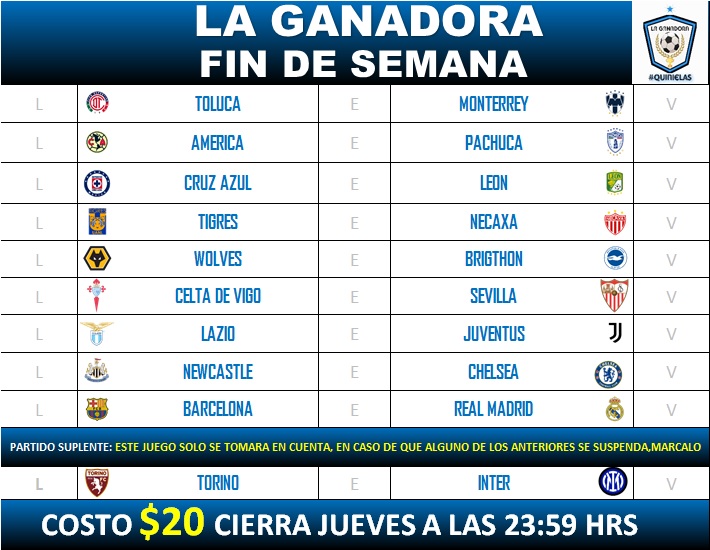 LA GANADORA
FIN DE SEMANA
LA GANADORA
#QUINIELAS
L TOLUCA E MONTERREY V
L AMERICA E PACHUCA V
L CRUZ AZUL E LEON V
L TIGRES E NECAXA V
L WOLVES E BRIGTHON V
L CELTA DE VIGO E SEVILLA V
L LAZIO E JUVENTUS V
L NEWCASTLE E CHELSEA V
L BARCELONA E REAL MADRID V
PARTIDO SUPLENTE: ESTE JUEGO SOLO SE TOMARA EN CUENTA, EN CASO DE QUE ALGUNO DE LOS ANTERIORES SE SUSPENDA,MARCALO
L TORINO E INTER V
COSTO $20 CIERRA JUEVES A LAS 23:59 HRS